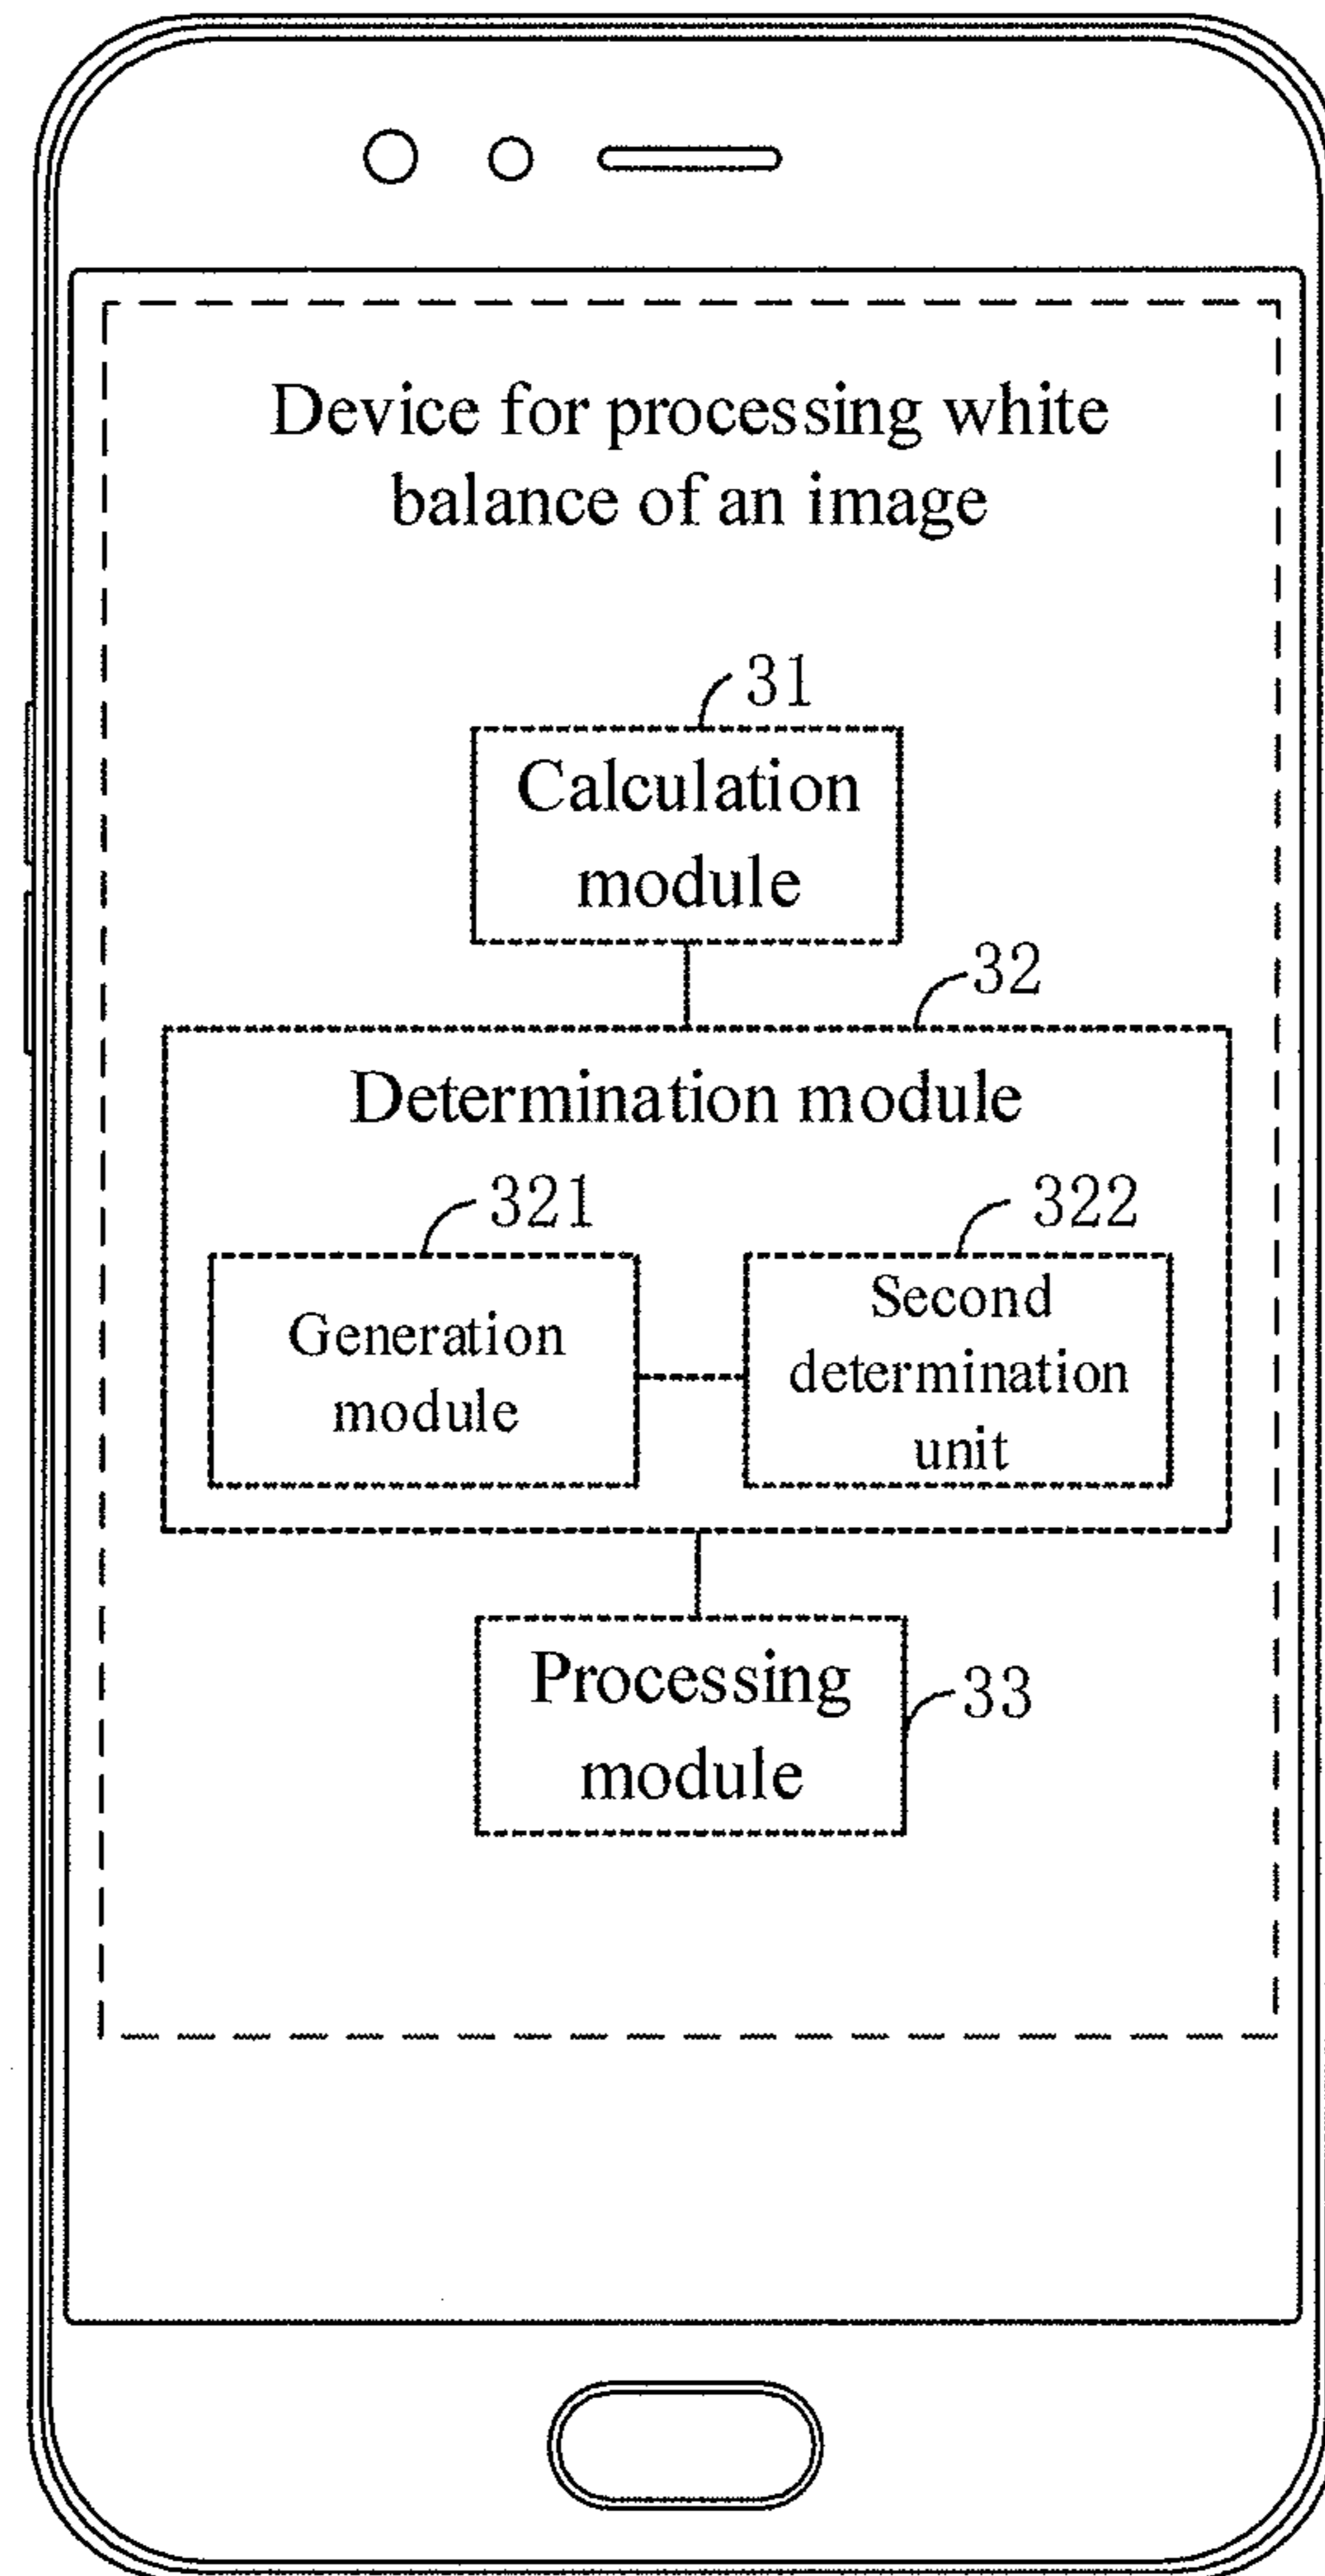 Device for processing white
balance of an image
31
Calculation
module
32
Determination module
321
322
Generation
module
Second
determination
unit
Processing
module
33